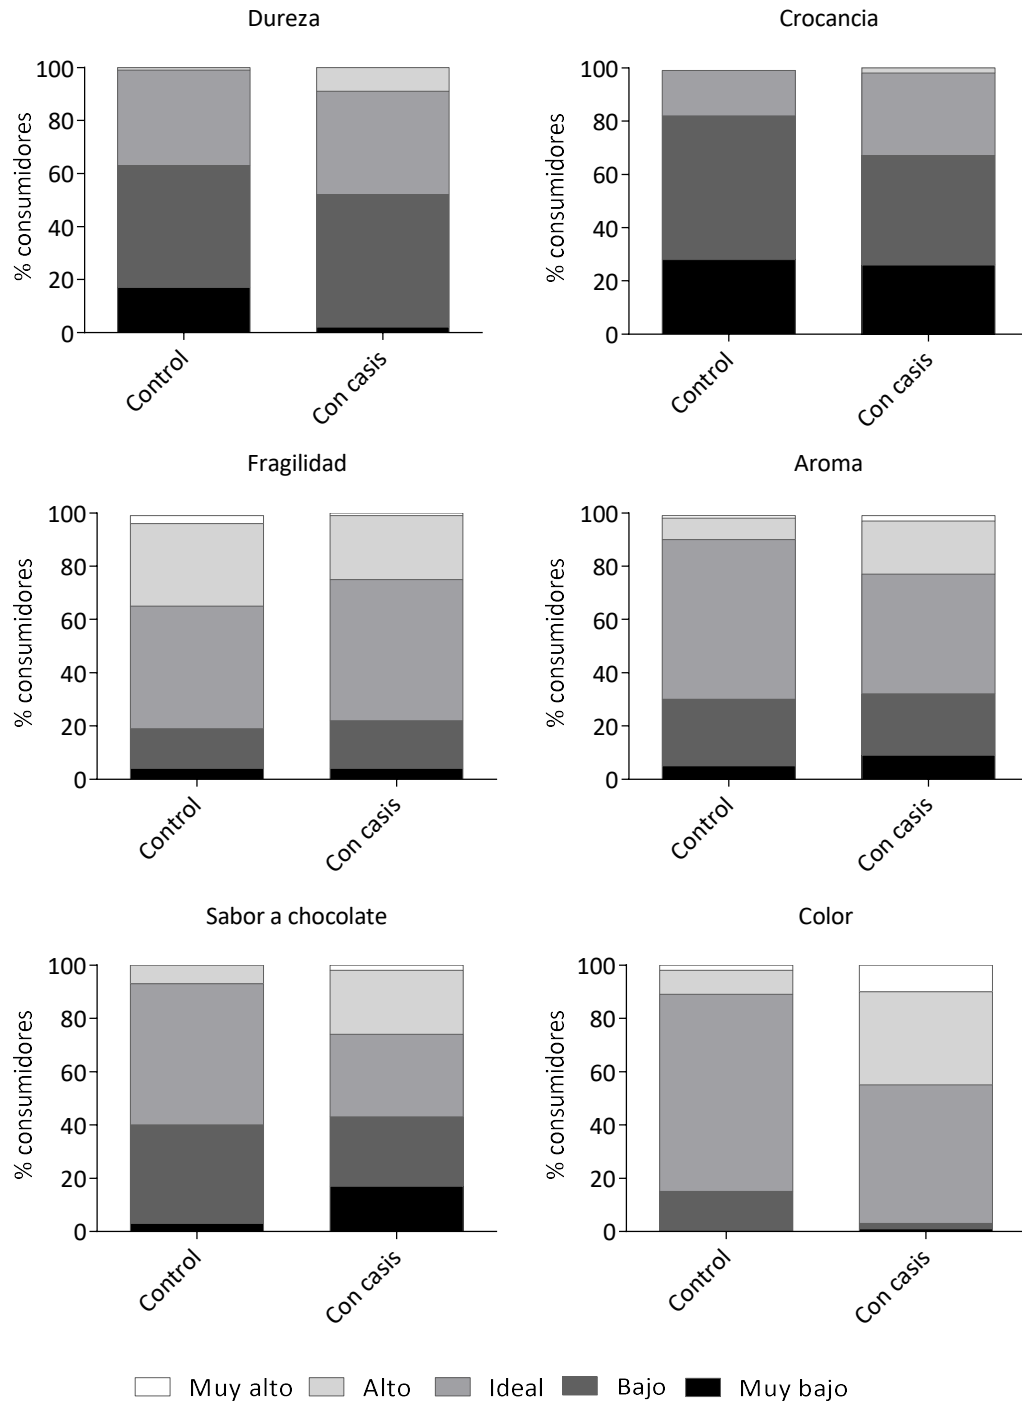 Dureza
Crocancia
% consumidores
100
80
60
40
20
0
Control
Con casis
% consumidores
100
80
60
40
20
0
Control
Con casis
Fragilidad
Aroma
% consumidores
100
80
60
40
20
0
Control
Con casis
% consumidores
100
80
60
40
20
0
Control
Con casis
Sabor a chocolate
Color
% consumidores
100
80
60
40
20
0
Control
Con casis
% consumidores
100
80
60
40
20
0
Control
Con casis
Muy alto Alto Ideal Bajo Muy bajo